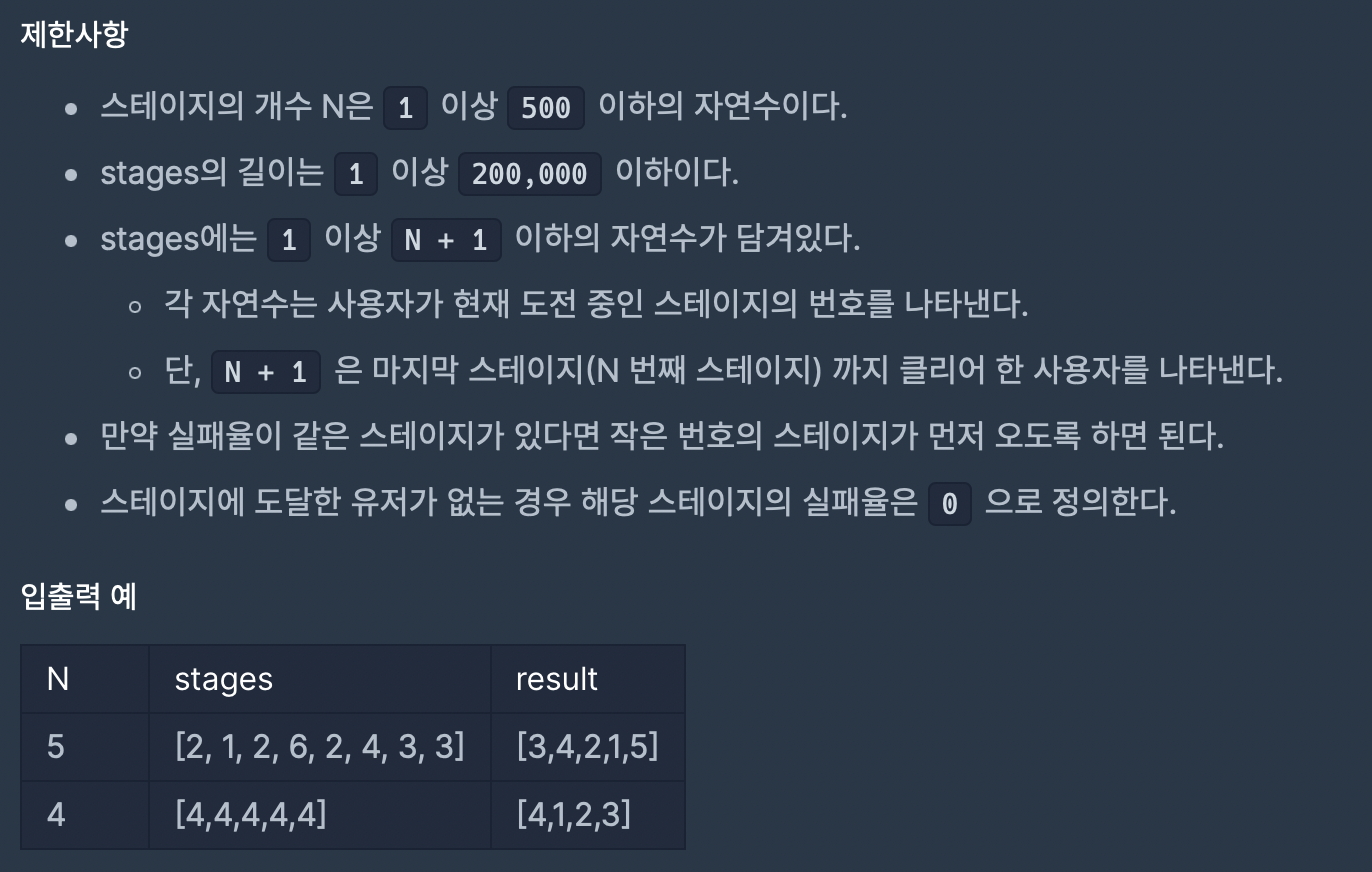 제한사항
스테이지의 개수 N은 1 이상 500 이하의 자연수이다.
stages의 길이는 1 이상 200,000 이하이다.
stages에는 1 이상 N + 1 이하의 자연수가 담겨있다.
각 자연수는 사용자가 현재 도전 중인 스테이지의 번호를 나타낸다.
단, N + 1 은 마지막 스테이지(N 번째 스테이지) 까지 클리어 한 사용자를 나타낸다.
만약 실패율이 같은 스테이지가 있다면 작은 번호의 스테이지가 먼저 오도록 하면 된다.
스테이지에 도달한 유저가 없는 경우 해당 스테이지의 실패율은 0 으로 정의한다.
입출력 예
N stages result
5 [2, 1, 2, 6, 2, 4, 3, 3] [3,4,2,1,5]
4 [4,4,4,4,4] [4,1,2,3]